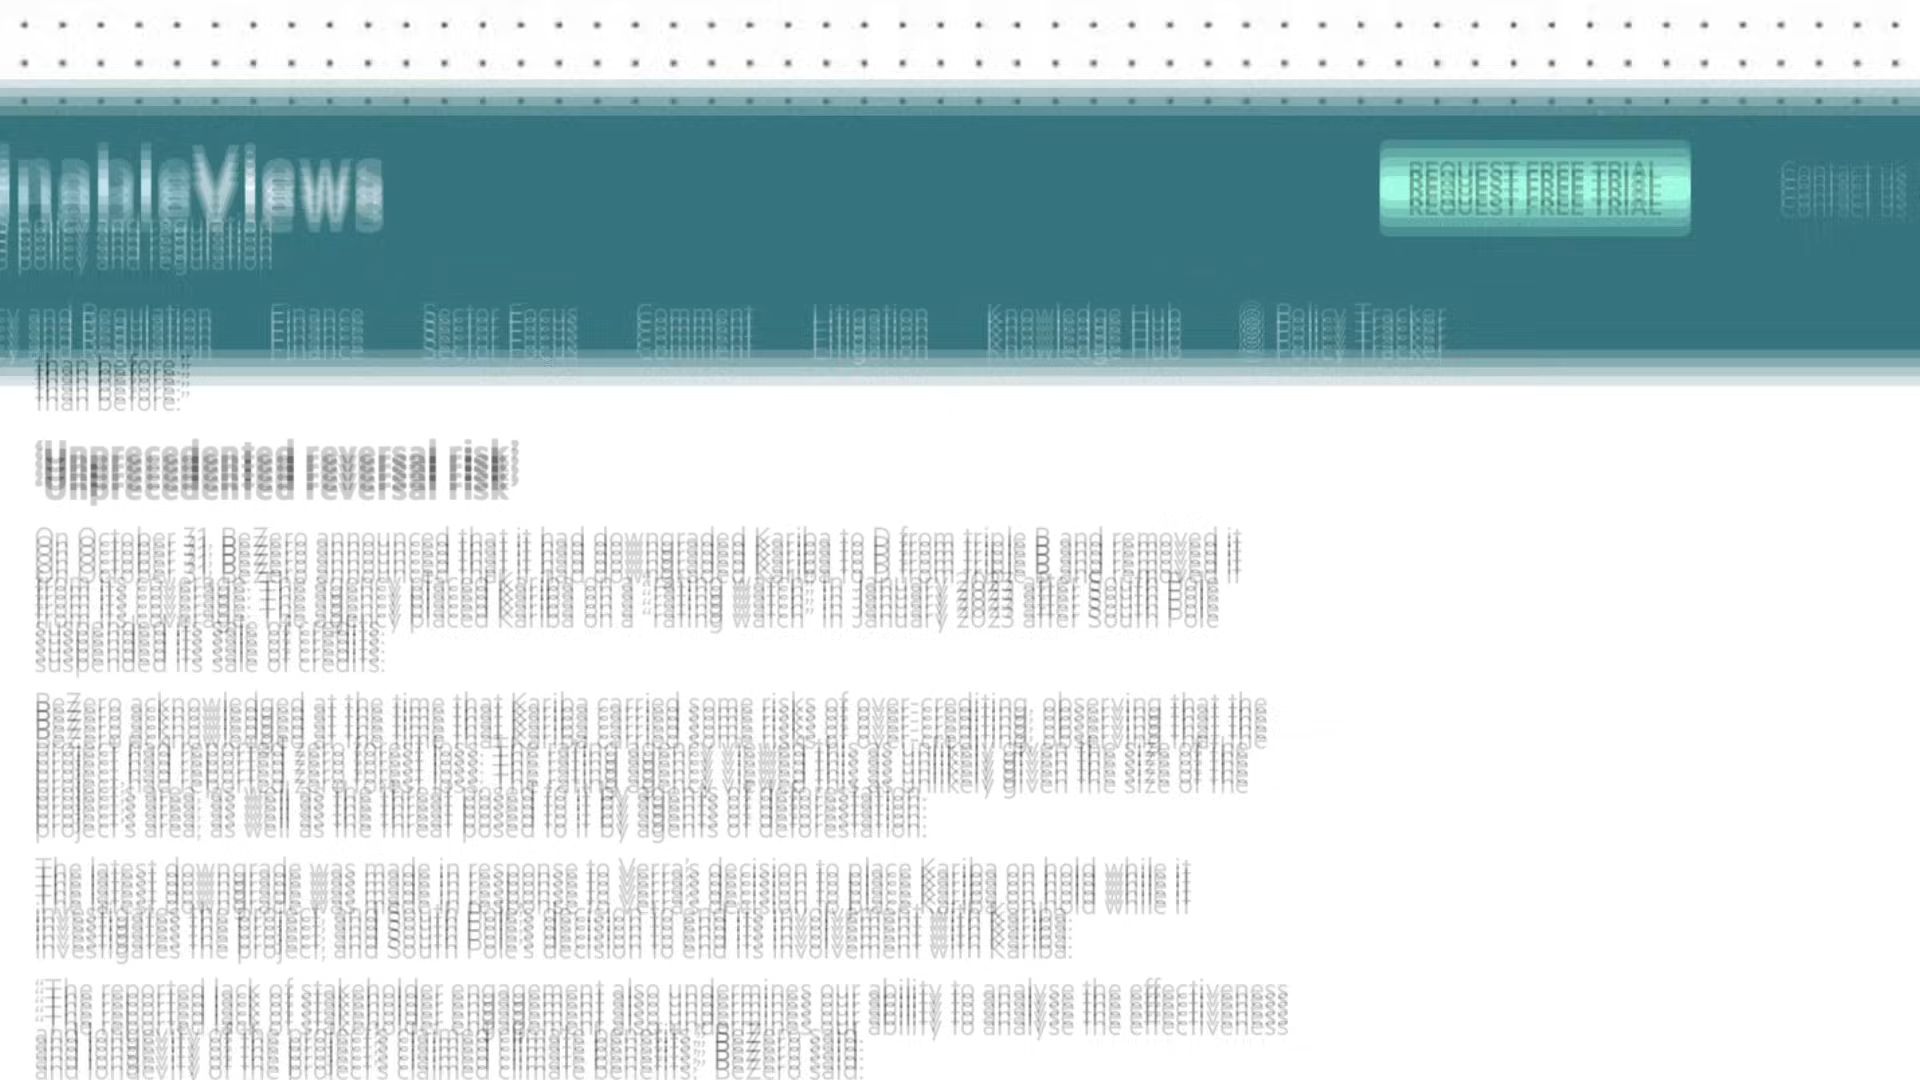 inableViews
s policy and regulation
REQUEST FREE TRIAL
Contact us
cy and Regulation Finance Sector Focus Comment Litigation Knowledge Hub @ Policy Tracker
than before."
'Unprecedented reversal risk'
On October 31, BeZero announced that it had downgraded Kariba to D from triple B and removed it
from its coverage. The agency placed Kariba on a "rating watch" in January 2023 after South Pole
suspended its sale of credits.
BeZero acknowledged at the time that Kariba carried some risks of over-crediting, observing that the
project had reported zero forest loss. The rating agency viewed this as unlikely given the size of the
project's area, as well as the threat posed to it by agents of deforestation.
The latest downgrade was made in response to Verra's decision to place Kariba on hold while it
investigates the project, and South Pole's decision to end its involvement with Kariba.
"The reported lack of stakeholder engagement also undermines our ability to analyse the effectiveness
and longevity of the project's claimed climate benefits," BeZero said.